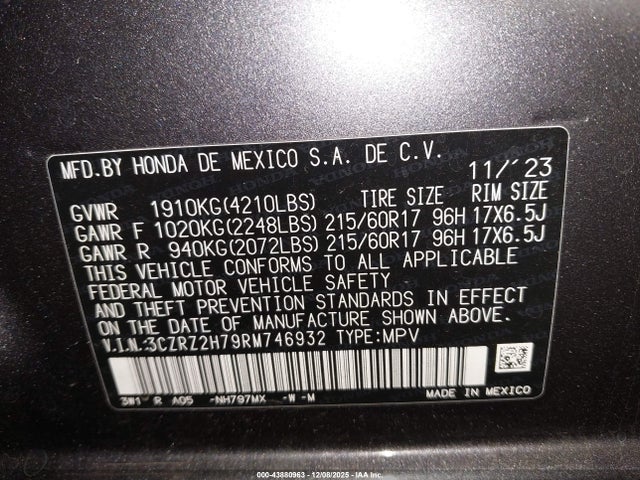 MFD.BY HONDA DE MEXICO S.A. DE C.V. 11/'23
GVWR 1910KG(4210LBS) TIRE SIZE RIM SIZE
GAWR F 1020KG(2248LBS) 215/60R17 96H 17X6.5J
GAWR R 940KG(2072LBS) 215/60R17 96H 17X6.5J
THIS VEHICLE CONFORMS TO ALL APPLICABLE
FEDERAL MOTOR VEHICLE SAFETY
AND THEFT PREVENTION STANDARDS IN EFFECT
ON THE DATE OF MANUFACTURE SHOWN ABOVE.
V.I.N.:3CZRZ2H79RM746932 TYPE:MPV
3W1 R A05 -NH797MX -W -M
MADE IN MEXICO
000-43880963 - 12/08/2025 - IAA Inc.